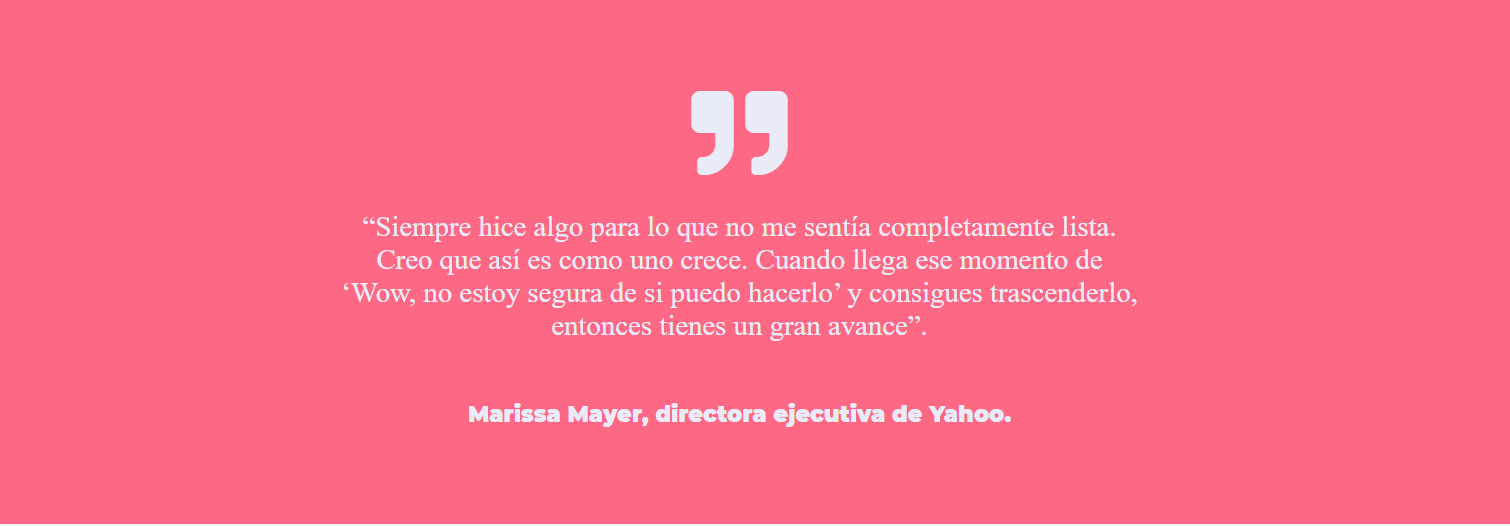 “Siempre hice algo para lo que no me sentía completamente lista.
Creo que así es como uno crece. Cuando llega ese momento de
‘Wow, no estoy segura de si puedo hacerlo’ y consigues trascenderlo,
entonces tienes un gran avance”.
Marissa Mayer, directora ejecutiva de Yahoo.